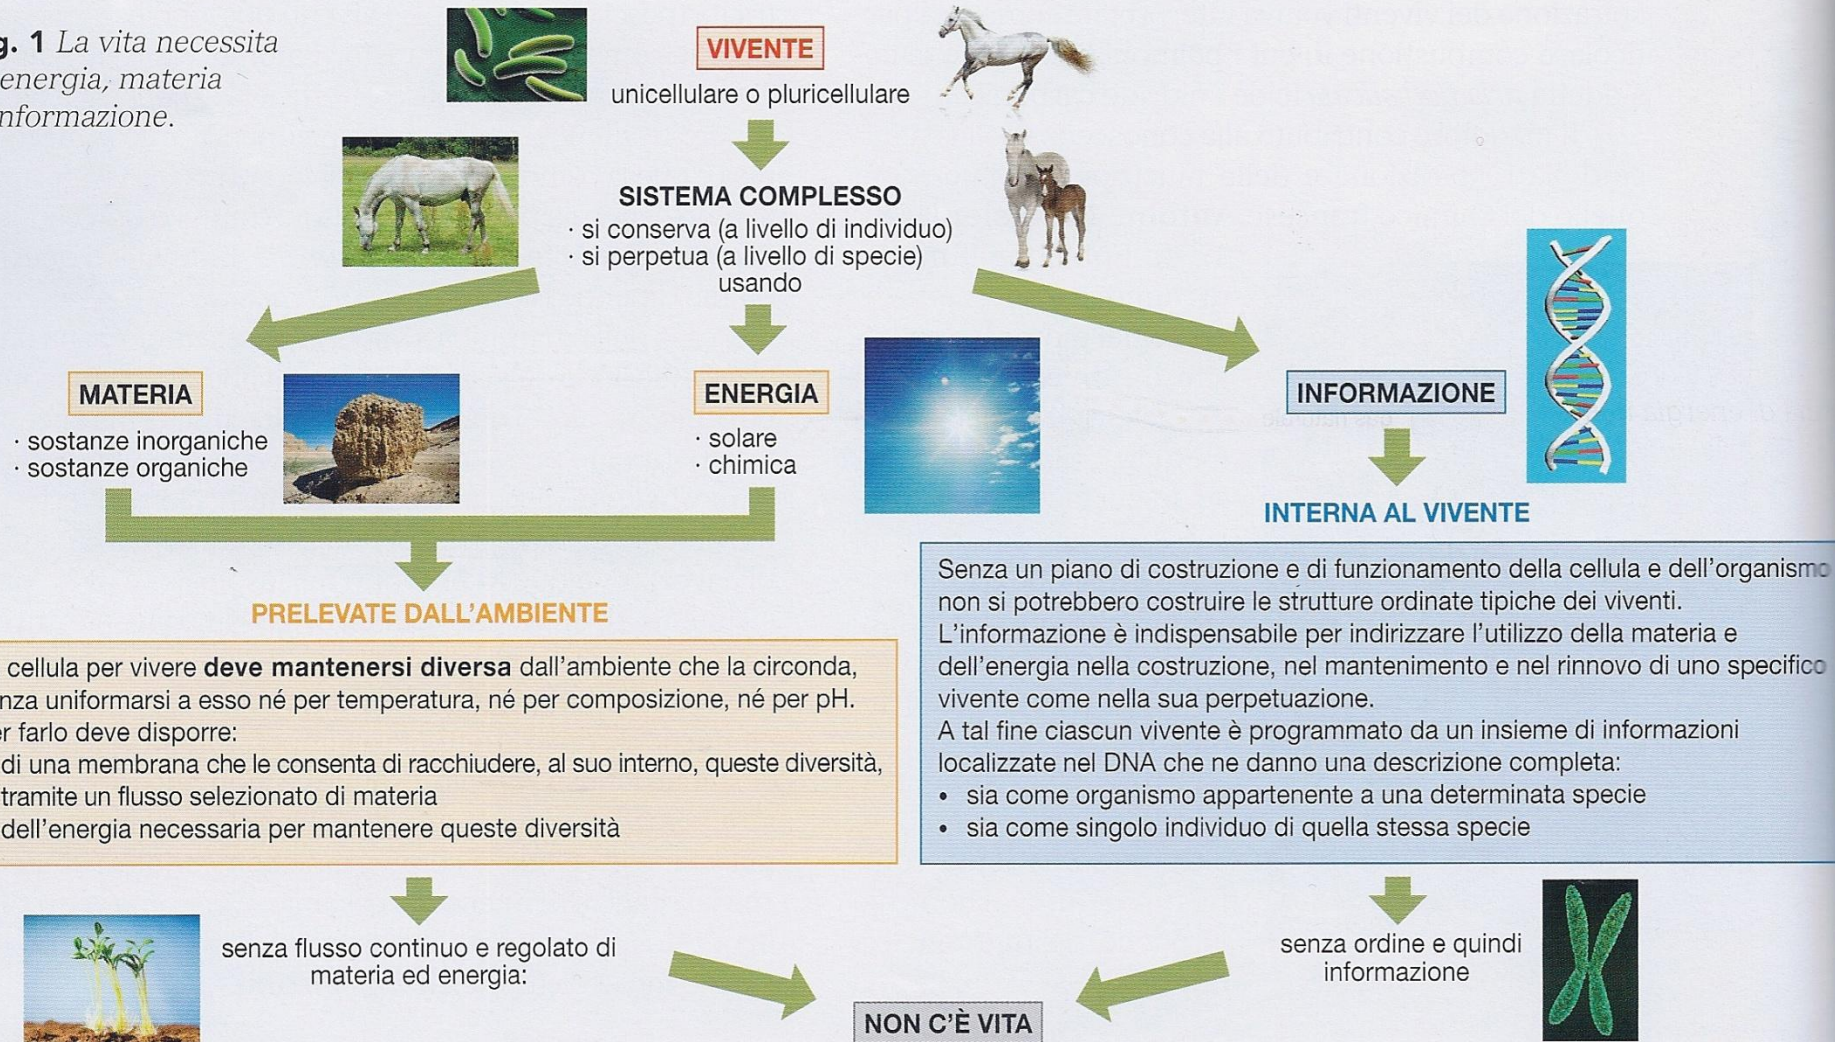 g. 1 La vita necessita
energia, materia
nformazione.
VIVENTE
unicellulare o pluricellulare
SISTEMA COMPLESSO
· si conserva (a livello di individuo)
· si perpetua (a livello di specie)
usando
MATERIA
· sostanze inorganiche
· sostanze organiche
ENERGIA
· solare
· chimica
INFORMAZIONE
PRELEVATE DALL'AMBIENTE
cellula per vivere deve mantenersi diversa dall'ambiente che la circonda,
nza uniformarsi a esso né per temperatura, né per composizione, né per pH.
er farlo deve disporre:
di una membrana che le consenta di racchiudere, al suo interno, queste diversità,
tramite un flusso selezionato di materia
dell'energia necessaria per mantenere queste diversità
INTERNA AL VIVENTE
Senza un piano di costruzione e di funzionamento della cellula e dell'organismo
non si potrebbero costruire le strutture ordinate tipiche dei viventi.
L'informazione è indispensabile per indirizzare l'utilizzo della materia e
dell'energia nella costruzione, nel mantenimento e nel rinnovo di uno specifico
vivente come nella sua perpetuazione.
A tal fine ciascun vivente è programmato da un insieme di informazioni
localizzate nel DNA che ne danno una descrizione completa:
• sia come organismo appartenente a una determinata specie
• sia come singolo individuo di quella stessa specie
senza flusso continuo e regolato di
materia ed energia:
senza ordine e quindi
informazione
NON C'È VITA